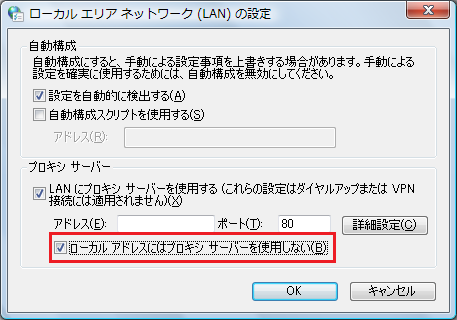 ローカル エリア ネットワーク (LAN) の設定
自動構成
自動構成にすると、手動による設定事項を上書きする場合があります。手動による
設定を確実に使用するためには、自動構成を無効にしてください。
設定を自動的に検出する(A)
自動構成スクリプトを使用する(S)
アドレス(R):
プロキシ サーバー
LAN にプロキシ サーバーを使用する (これらの設定はダイヤルアップまたは VPN
接続には適用されません)(X)
アドレス(E): ポート(T): 80 詳細設定(C)
ローカル アドレスにはプロキシ サーバーを使用しない(B)
OK キャンセル